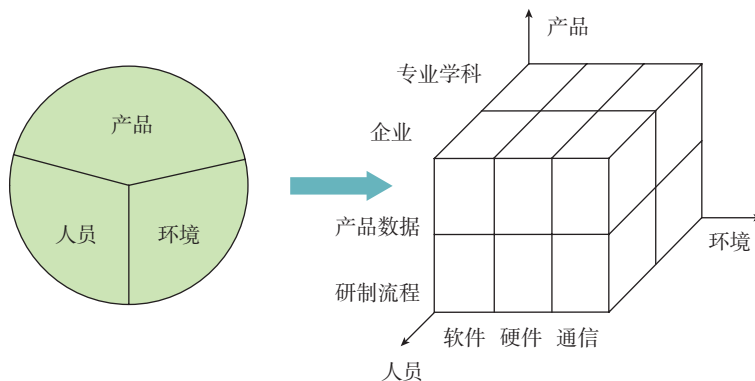 产品
人员
环境
产品
专业学科
企业
产品数据
研制流程
环境
软件 硬件 通信
人员